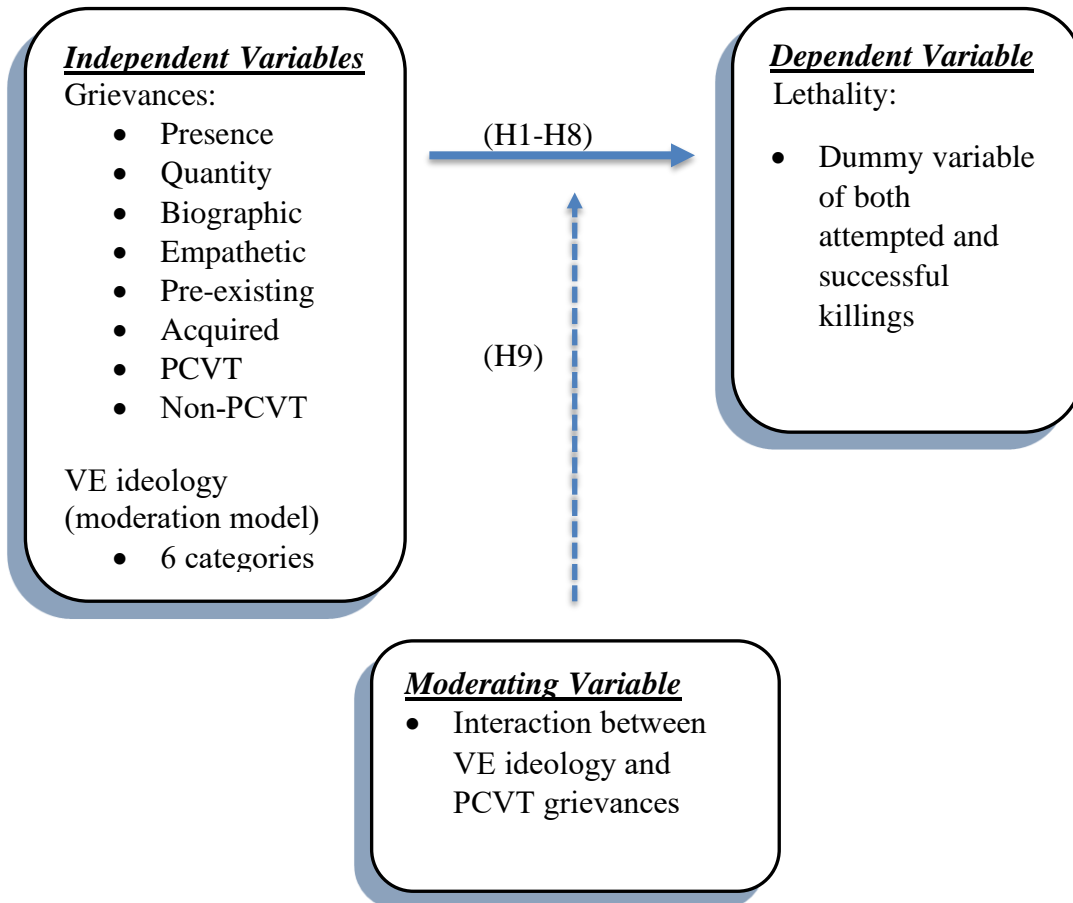 Independent Variables
Grievances:
• Presence
• Quantity
• Biographic
• Empathetic
• Pre-existing
• Acquired
• PCVT
• Non-PCVT
VE ideology
(moderation model)
• 6 categories
(H1-H8)
(H9)
Dependent Variable
Lethality:
• Dummy variable
of both
attempted and
successful
killings
Moderating Variable
• Interaction between
VE ideology and
PCVT grievances